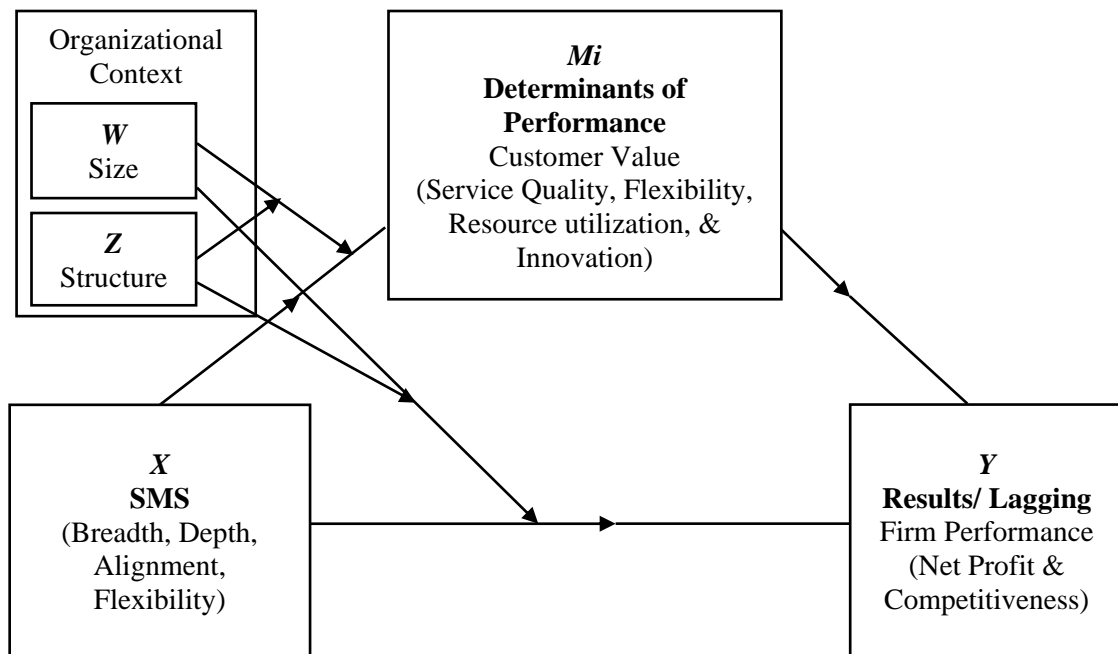 Organizational
Context
W
Size
Z
Structure
Mi
Determinants of
Performance
Customer Value
(Service Quality, Flexibility,
Resource utilization, &
Innovation)
X
SMS
(Breadth, Depth,
Alignment,
Flexibility)
Y
Results/ Lagging
Firm Performance
(Net Profit &
Competitiveness)